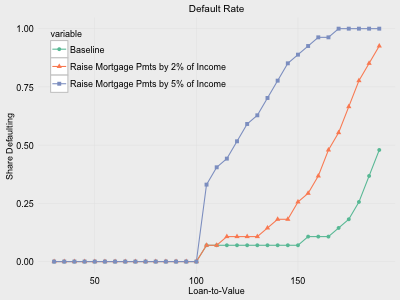 Default Rate
variable
Baseline
Raise Mortgage Pmts by 2% of Income
Raise Mortgage Pmts by 5% of Income
Share Defaulting
1.00
0.75
0.50
0.25
0.00
50 100 150
Loan-to-Value